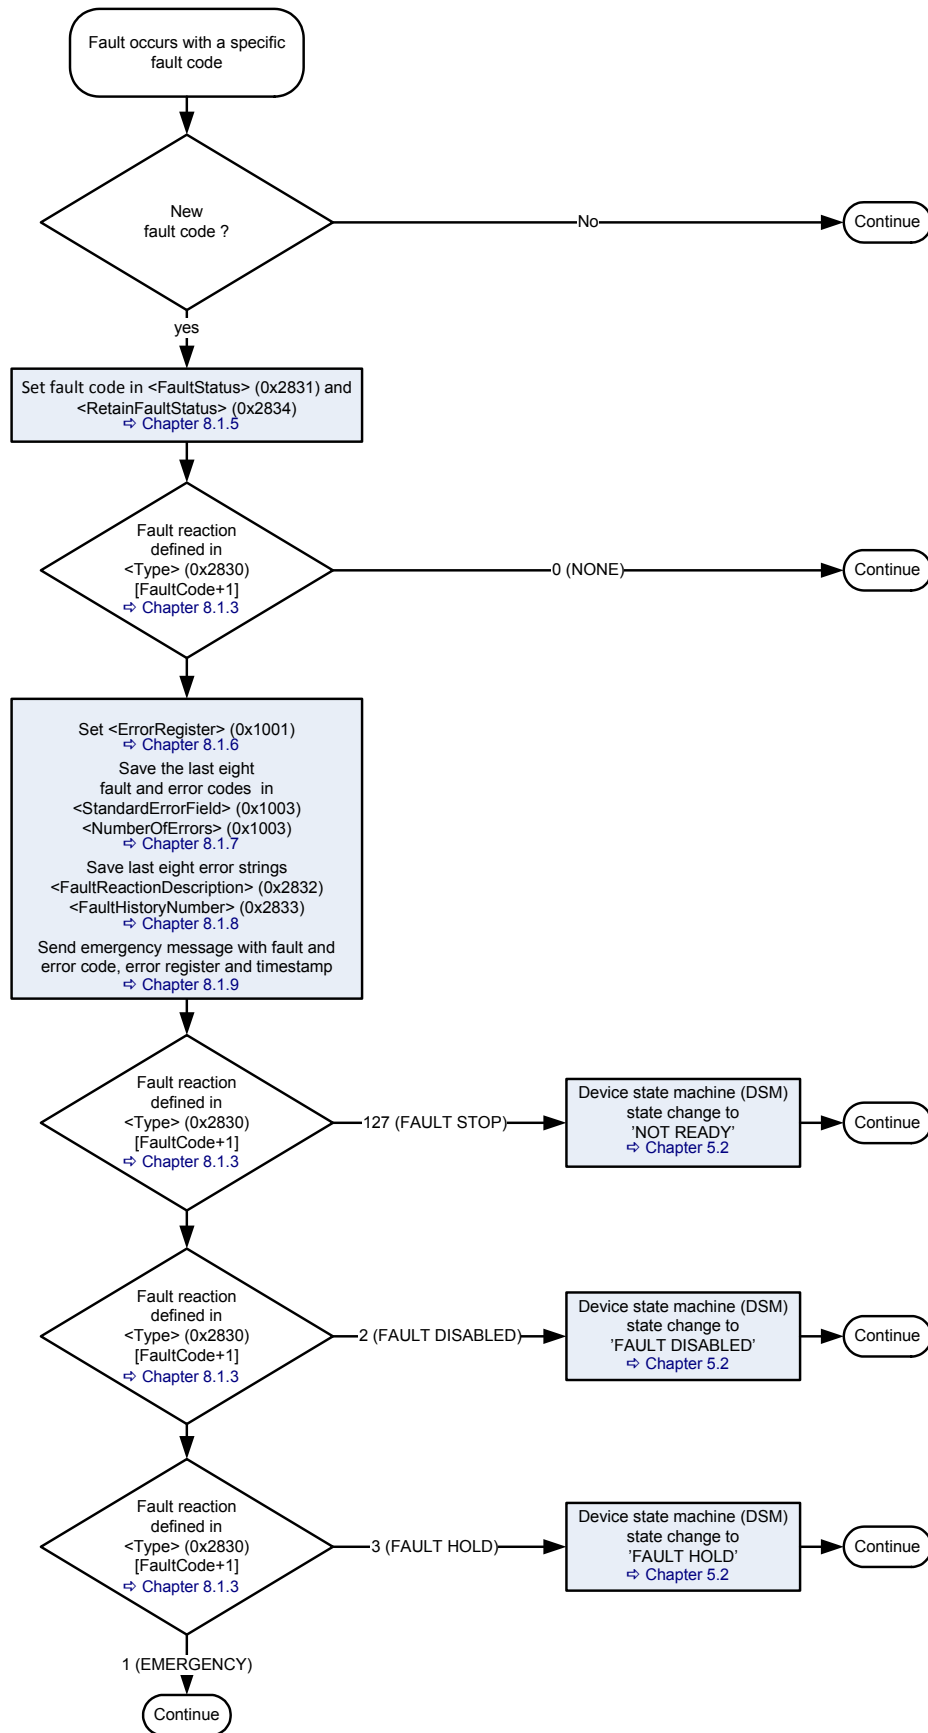 Fault occurs with a specific
fault code
New
fault code ?
No
Continue
yes
Set fault code in <FaultStatus> (0x2831) and
<RetainFaultStatus> (0x2834)
⇨ Chapter 8.1.5
Fault reaction
defined in
<Type> (0x2830)
[FaultCode+1]
⇨ Chapter 8.1.3
0 (NONE)
Continue
Set <ErrorRegister> (0x1001)
⇨ Chapter 8.1.6
Save the last eight
fault and error codes in
<StandardErrorField> (0x1003)
<NumberOfErrors> (0x1003)
⇨ Chapter 8.1.7
Save last eight error strings
<FaultReactionDescription> (0x2832)
<FaultHistoryNumber> (0x2833)
⇨ Chapter 8.1.8
Send emergency message with fault and
error code, error register and timestamp
⇨ Chapter 8.1.9
Fault reaction
defined in
<Type> (0x2830)
[FaultCode+1]
⇨ Chapter 8.1.3
127 (FAULT STOP)
Device state machine (DSM)
state change to
'NOT READY'
⇨ Chapter 5.2
Continue
Fault reaction
defined in
<Type> (0x2830)
[FaultCode+1]
⇨ Chapter 8.1.3
2 (FAULT DISABLED)
Device state machine (DSM)
state change to
'FAULT DISABLED'
⇨ Chapter 5.2
Continue
Fault reaction
defined in
<Type> (0x2830)
[FaultCode+1]
⇨ Chapter 8.1.3
3 (FAULT HOLD)
Device state machine (DSM)
state change to
'FAULT HOLD'
⇨ Chapter 5.2
Continue
1 (EMERGENCY)
Continue